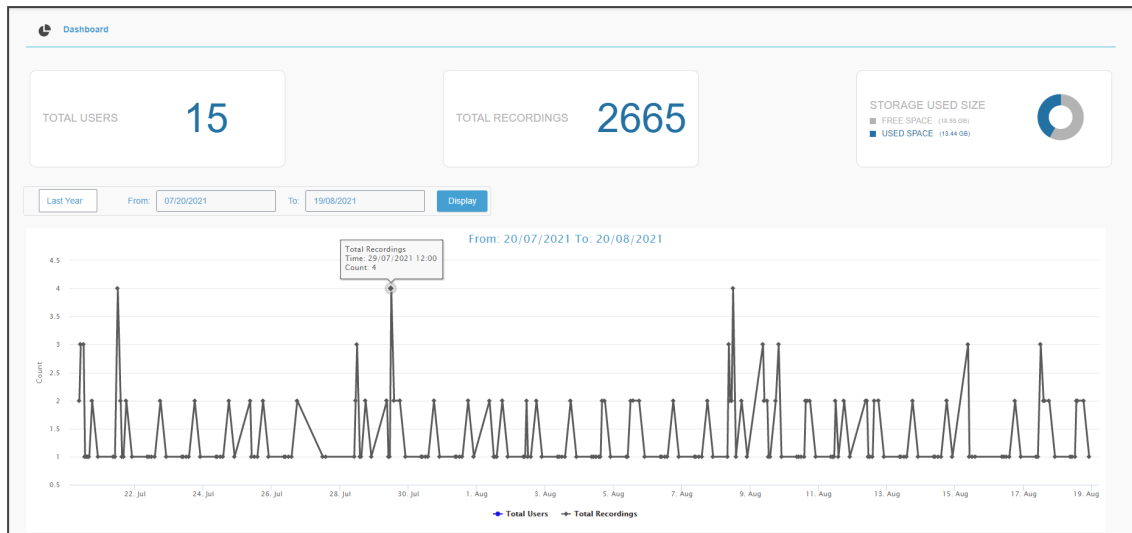 Dashboard
TOTAL USERS 15
TOTAL RECORDINGS 2665
STORAGE USED SIZE
FREE SPACE (18.66 GB)
USED SPACE (13.44 GB)
Last Year From: 07/20/2021 To: 19/08/2021 Display
From: 20/07/2021 To: 20/08/2021
Total Recordings
Time: 29/07/2021 12:00
Count: 4
Count
4.5
4
3.5
3
2.5
2
1.5
1
0.5
22. Jul 24. Jul 26. Jul 28. Jul 30. Jul 1. Aug 3. Aug 5. Aug 7. Aug 9. Aug 11. Aug 13. Aug 15. Aug 17. Aug 19. Aug
Total Users Total Recordings